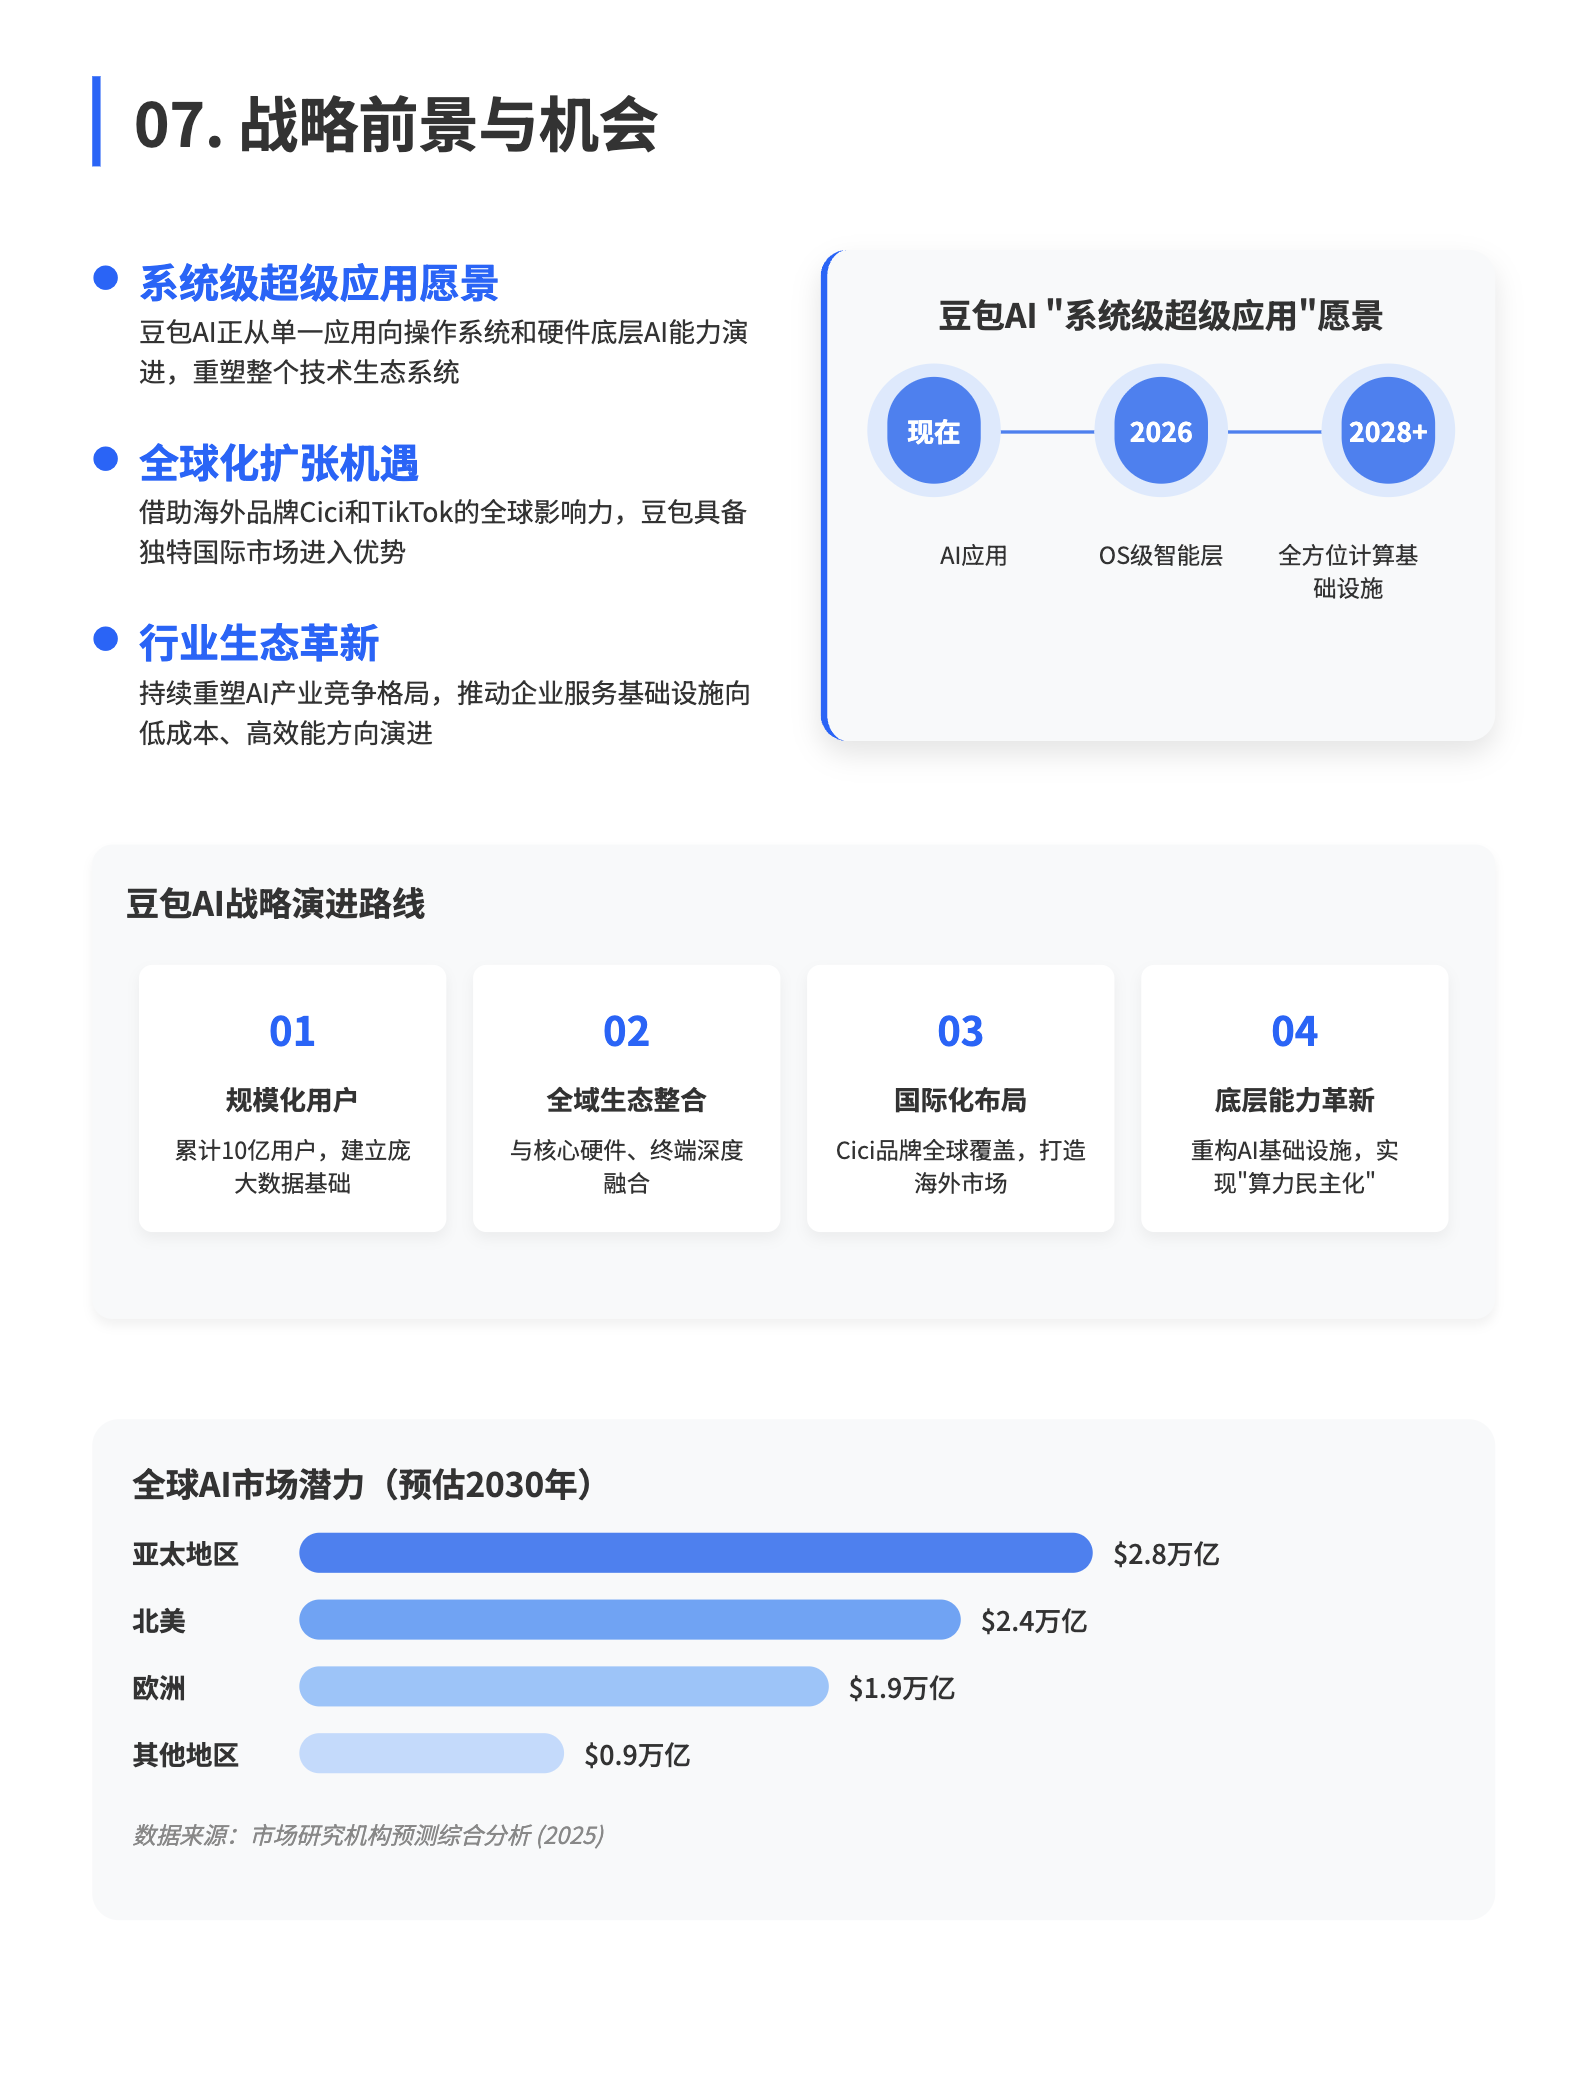 07. 战略前景与机会
系统级超级应用愿景
豆包AI正从单一应用向操作系统和硬件底层AI能力演
进，重塑整个技术生态系统
全球化扩张机遇
借助海外品牌Cici和TikTok的全球影响力，豆包具备
独特国际市场进入优势
行业生态革新
持续重塑AI产业竞争格局，推动企业服务基础设施向
低成本、高效能方向演进
豆包AI "系统级超级应用"愿景
现在
2026
2028+
AI应用
OS级智能层
全方位计算基
础设施
豆包AI战略演进路线
01
规模化用户
累计10亿用户，建立庞
大数据基础
02
全域生态整合
与核心硬件、终端深度
融合
03
国际化布局
Cici品牌全球覆盖，打造
海外市场
04
底层能力革新
重构AI基础设施，实
现"算力民主化"
全球AI市场潜力（预估2030年）
亚太地区
$2.8万亿
北美
$2.4万亿
欧洲
$1.9万亿
其他地区
$0.9万亿
数据来源：市场研究机构预测综合分析 (2025)